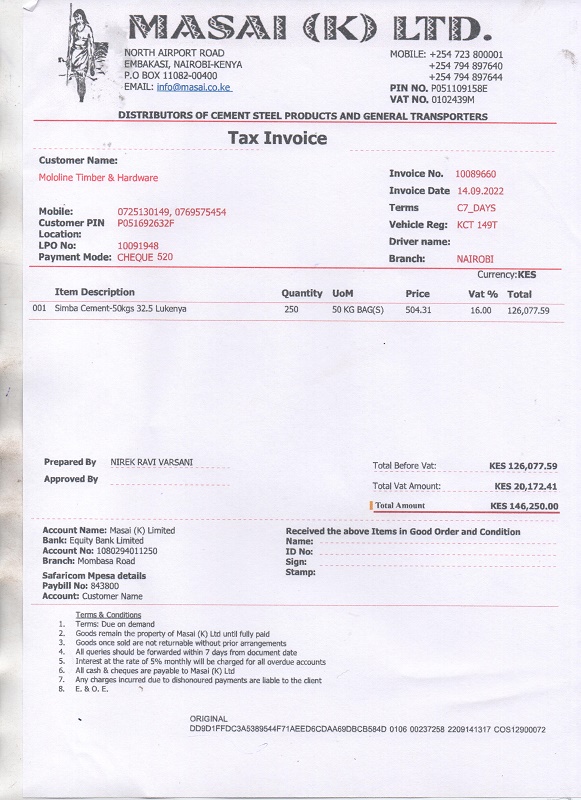 MASAI (K) LTD.
NORTH AIRPORT ROAD
EMBAKASI, NAIROBI-KENYA
P.O BOX 11082-00400
EMAIL: info@masai.co.ke
MOBILE: +254 723 800001
+254 794 897640
+254 794 897644
PIN NO. P051109158E
VAT NO. 0102439M
DISTRIBUTORS OF CEMENT STEEL PRODUCTS AND GENERAL TRANSPORTERS
Tax Invoice
Customer Name:
Mololine Timber & Hardware
Mobile: 0725130149, 0769575454
Customer PIN P051692632F
Location:
LPO No: 10091948
Payment Mode: CHEQUE 520
Invoice No. 10089660
Invoice Date 14.09.2022
Terms C7_DAYS
Vehicle Reg: KCT 149T
Driver name:
Branch: NAIROBI
Currency:KES
Item Description Quantity UoM Price Vat % Total
001 Simba Cement-50kgs 32.5 Lukenya 250 50 KG BAG(S) 504.31 16.00 126,077.59
Prepared By NIREK RAVI VARSANI
Approved By
Total Before Vat: KES 126,077.59
Total Vat Amount: KES 20,172.41
Total Amount KES 146,250.00
Account Name: Masai (K) Limited
Bank: Equity Bank Limited
Account No: 1080294011250
Branch: Mombasa Road
Safaricom Mpesa details
Paybill No: 843800
Account: Customer Name
Received the above Items in Good Order and Condition
Name:
ID No:
Sign:
Stamp:
Terms & Conditions
1. Terms: Due on demand
2. Goods remain the property of Masai (K) Ltd until fully paid
3. Goods once sold are not returnable without prior arrangements
4. All queries should be forwarded within 7 days from document date
5. Interest at the rate of 5% monthly will be charged for all overdue accounts
6. All cash & cheques are payable to Masai (K) Ltd
7. Any charges incurred due to dishonoured payments are liable to the client
8. E. & O. E.
ORIGINAL
DD9D1FFDC3A5389544F71AEED6CDAA69DBCB584D 0106 00237258 2209141317 COS12900072